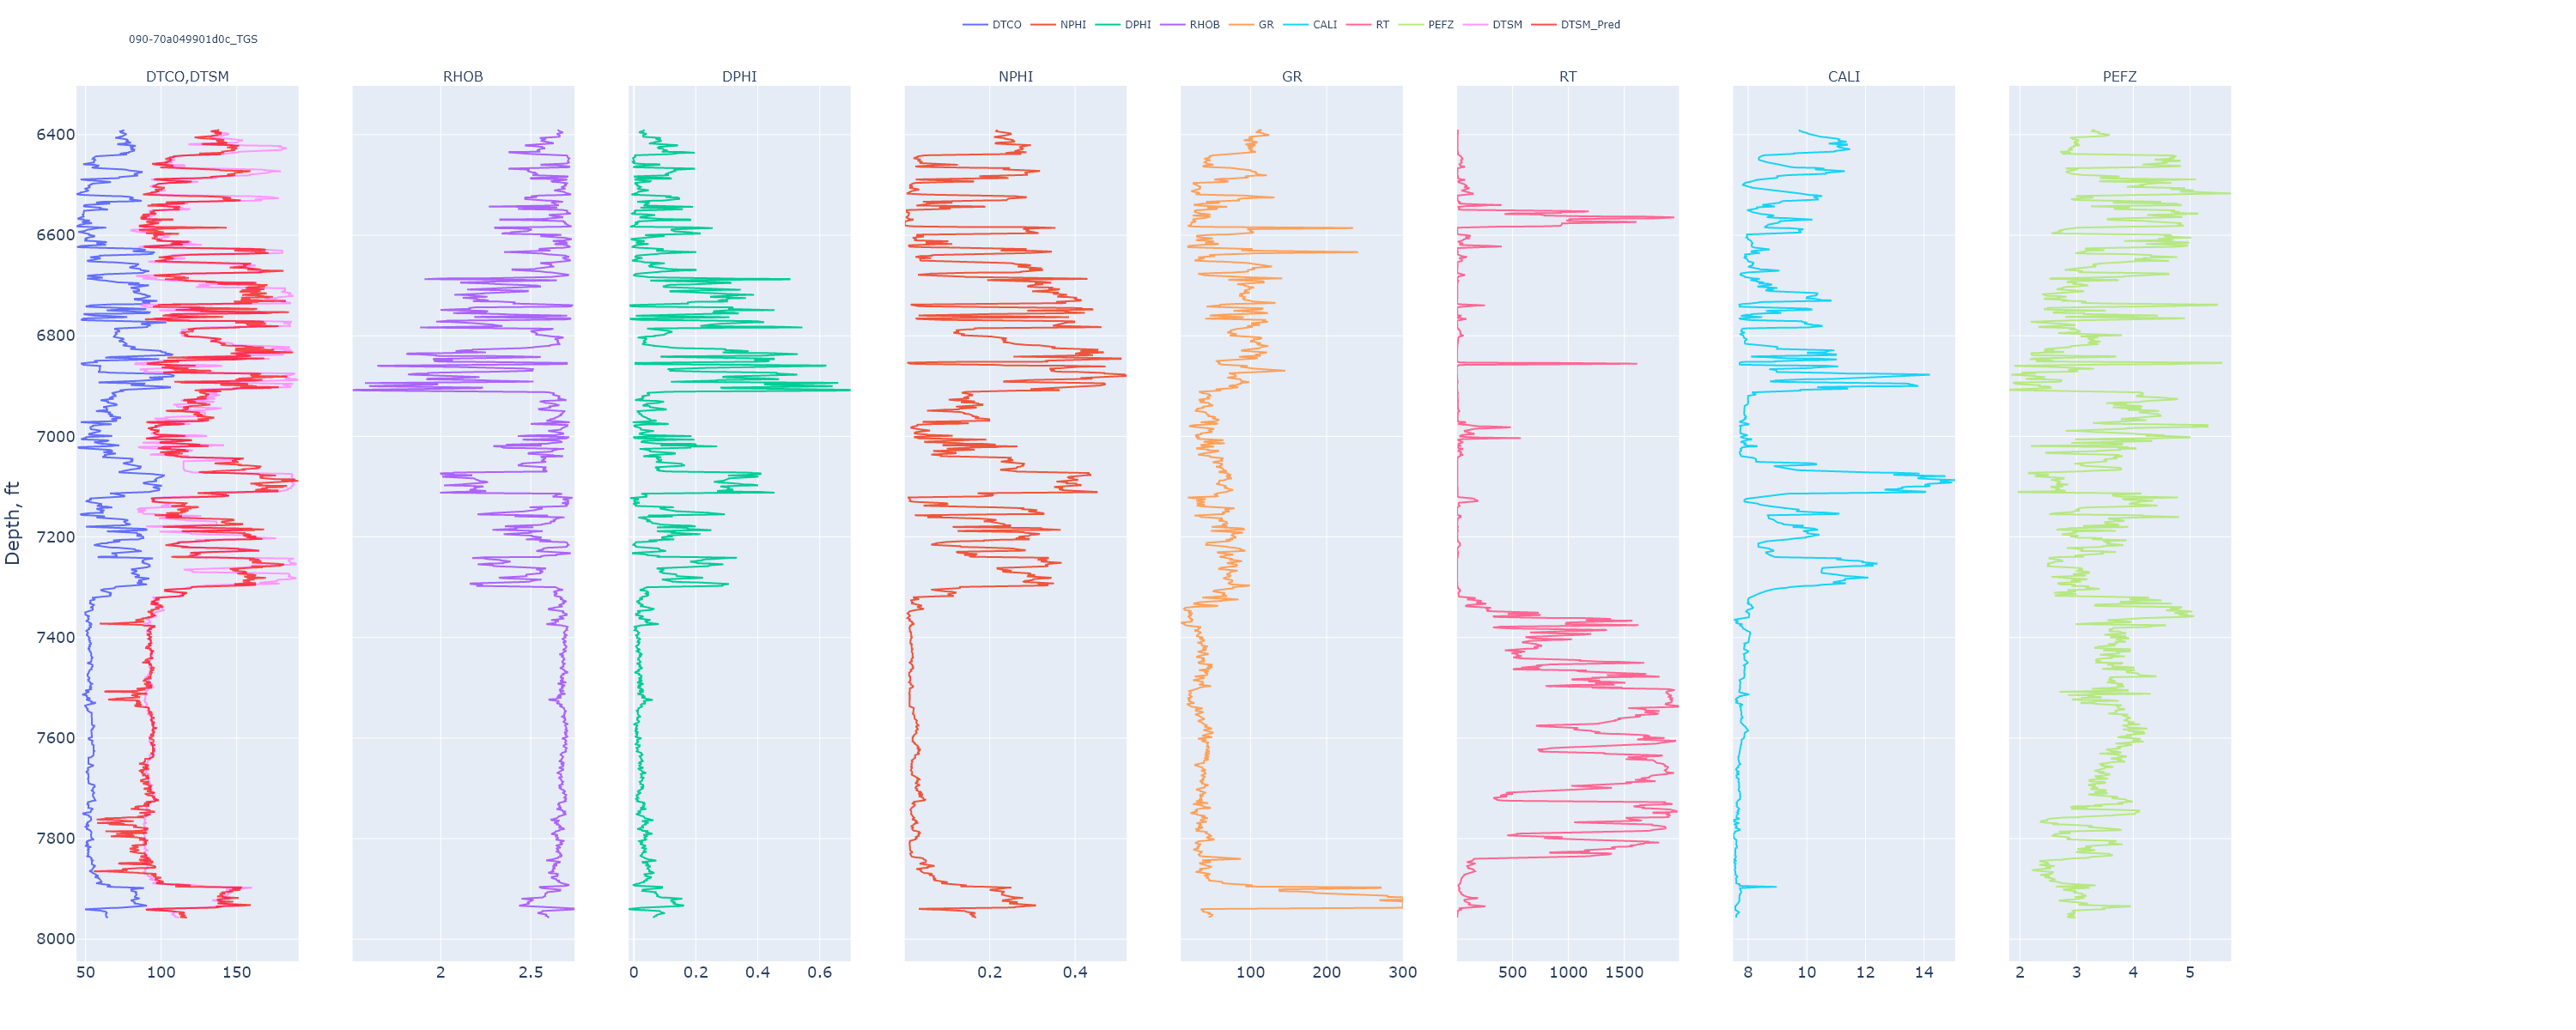 DTCO NPHI DPHI RHOB GR CALI RT PEFZ DTSM DTSM_Pred
090-70a049901d0c_TGS
DTCO,DTSM RHOB DPHI NPHI GR RT CALI PEFZ
6400
6600
6800
7000
7200
7400
7600
7800
8000
Depth, ft
50 100 150 2 2.5 0 0.2 0.4 0.6 0.2 0.4 100 200 300 500 1000 1500 8 10 12 14 2 3 4 5